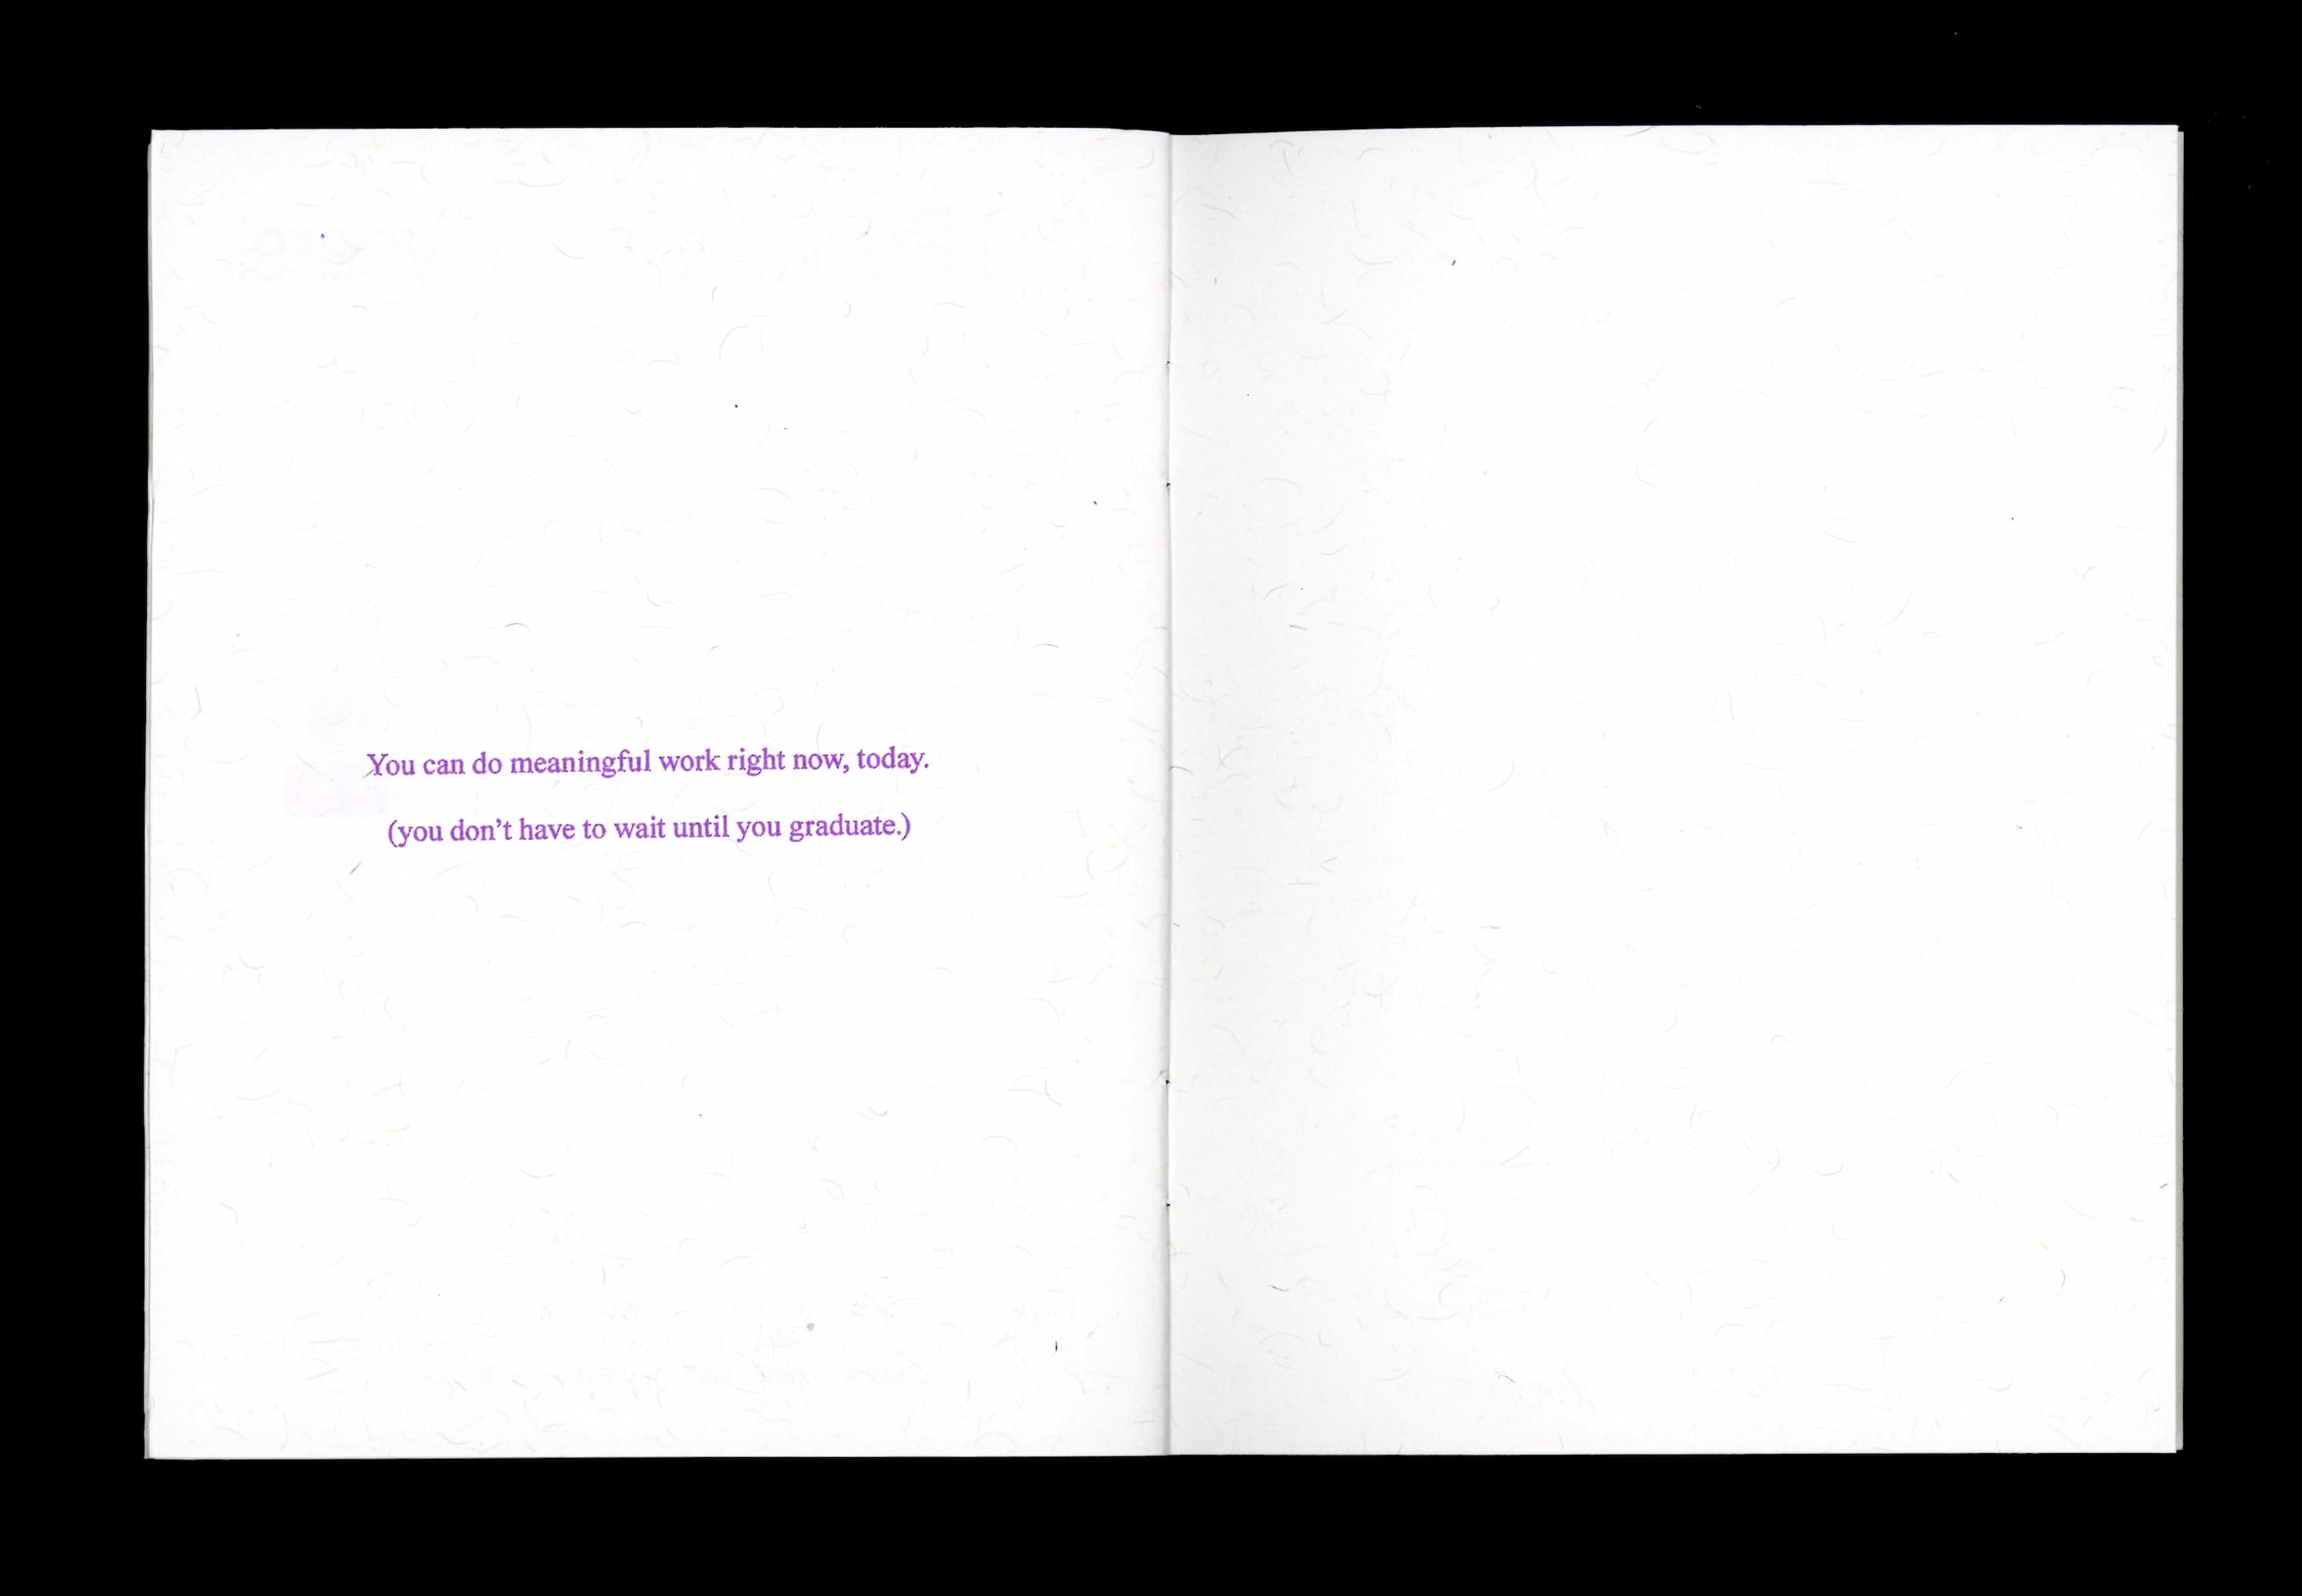 You can do meaningful work right now, today.
(you don’t have to wait until you graduate.)